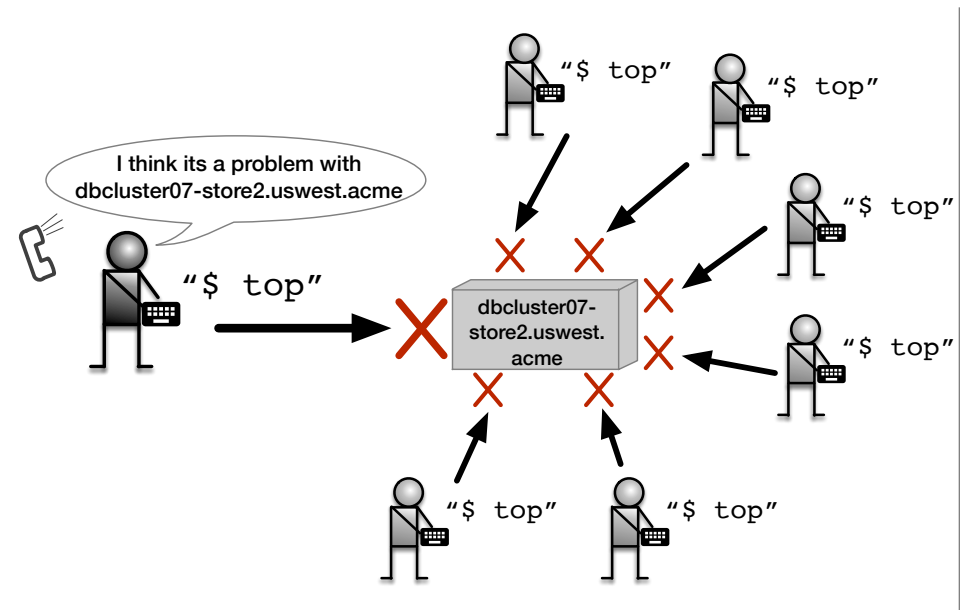 “$ top”
“$ top”
I think its a problem with
dbcluster07-store2.uswest.acme
“$ top”
“$ top”
dbcluster07-
store2.uswest.
acme
“$ top”
“$ top”
“$ top”